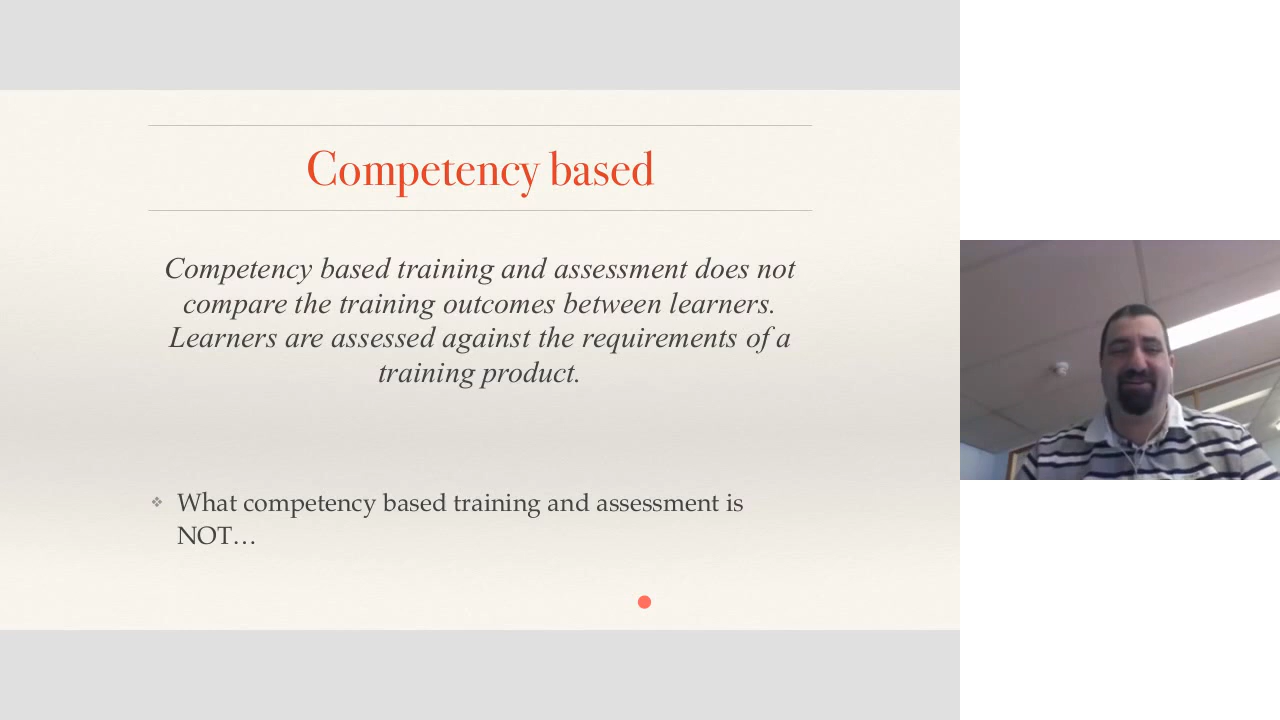 Competency based
Competency based training and assessment does not
compare the training outcomes between learners.
Learners are assessed against the requirements of a
training product.
What competency based training and assessment is
NOT…